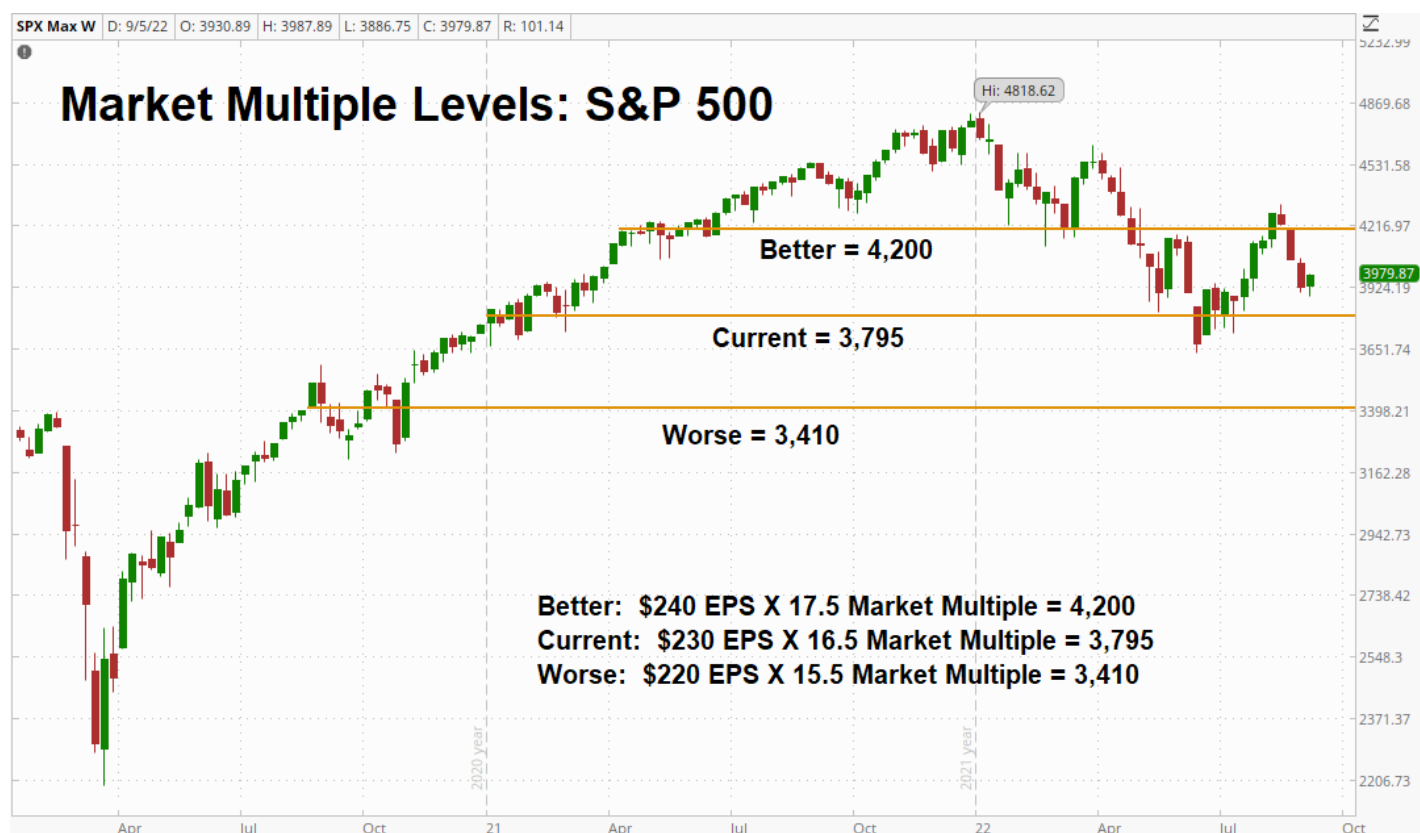 SPX Max W D: 9/5/22 O: 3930.89 H: 3987.89 L: 3886.75 C: 3979.87 R: 101.14
5232.99
Market Multiple Levels: S&P 500
Hi: 4818.62
4869.68
4531.58
4216.97
Better = 4,200
3979.87
3924.19
Current = 3,795
3651.74
3398.21
Worse = 3,410
3162.28
2942.73
Better: $240 EPS X 17.5 Market Multiple = 4,200
2738.42
Current: $230 EPS X 16.5 Market Multiple = 3,795
2548.3
Worse: $220 EPS X 15.5 Market Multiple = 3,410
2371.37
2020 year
2021 year
2206.73
Apr Jul Oct 21 Apr Jul Oct 22 Apr Jul Oct